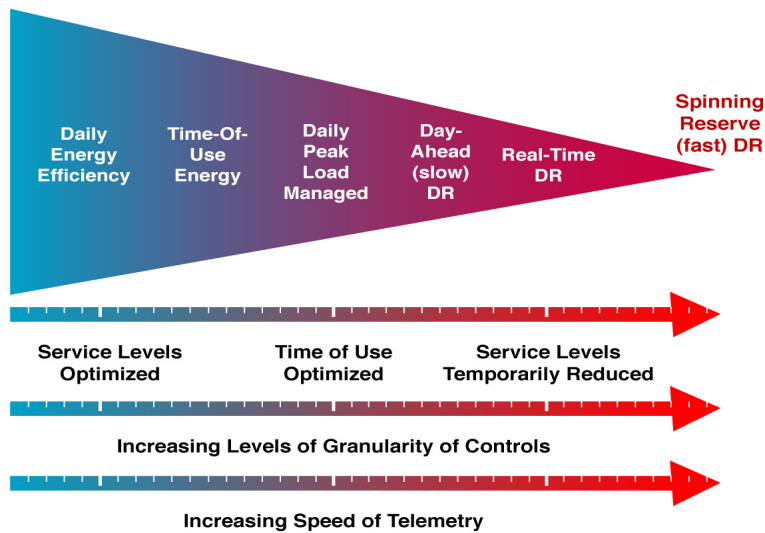 Daily
Energy
Efficiency
Time-Of-
Use
Energy
Daily
Peak
Load
Managed
Day-
Ahead
(slow)
DR
Real-Time
DR
Spinning
Reserve
(fast) DR
Service Levels
Optimized
Time of Use
Optimized
Service Levels
Temporarily Reduced
Increasing Levels of Granularity of Controls
Increasing Speed of Telemetry